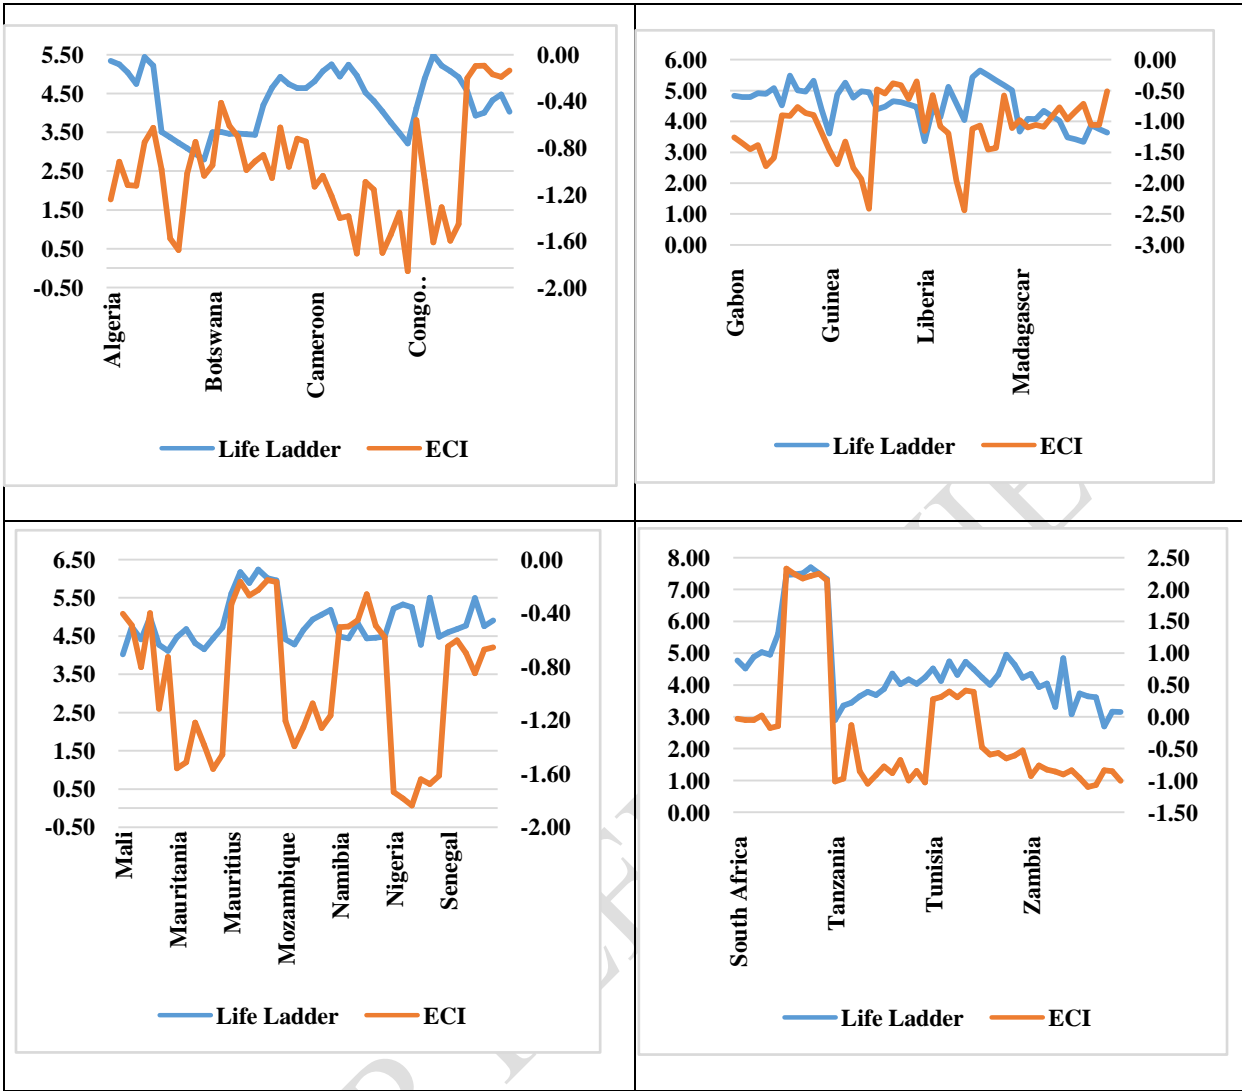 5.50
4.50
3.50
2.50
1.50
0.50
-0.50
0.00
-0.40
-0.80
-1.20
-1.60
-2.00
Algeria
Botswana
Cameroon
Congo..
Life Ladder
ECI
6.00
5.00
4.00
3.00
2.00
1.00
0.00
0.00
-0.50
-1.00
-1.50
-2.00
-2.50
-3.00
Gabon
Guinea
Liberia
Madagascar
Life Ladder
ECI
6.50
5.50
4.50
3.50
2.50
1.50
0.50
-0.50
0.00
-0.40
-0.80
-1.20
-1.60
-2.00
Mali
Mauritania
Mauritius
Mozambique
Namibia
Nigeria
Senegal
Life Ladder
ECI
8.00
7.00
6.00
5.00
4.00
3.00
2.00
1.00
0.00
2.50
2.00
1.50
1.00
0.50
0.00
-0.50
-1.00
-1.50
South Africa
Tanzania
Tunisia
Zambia
Life Ladder
ECI